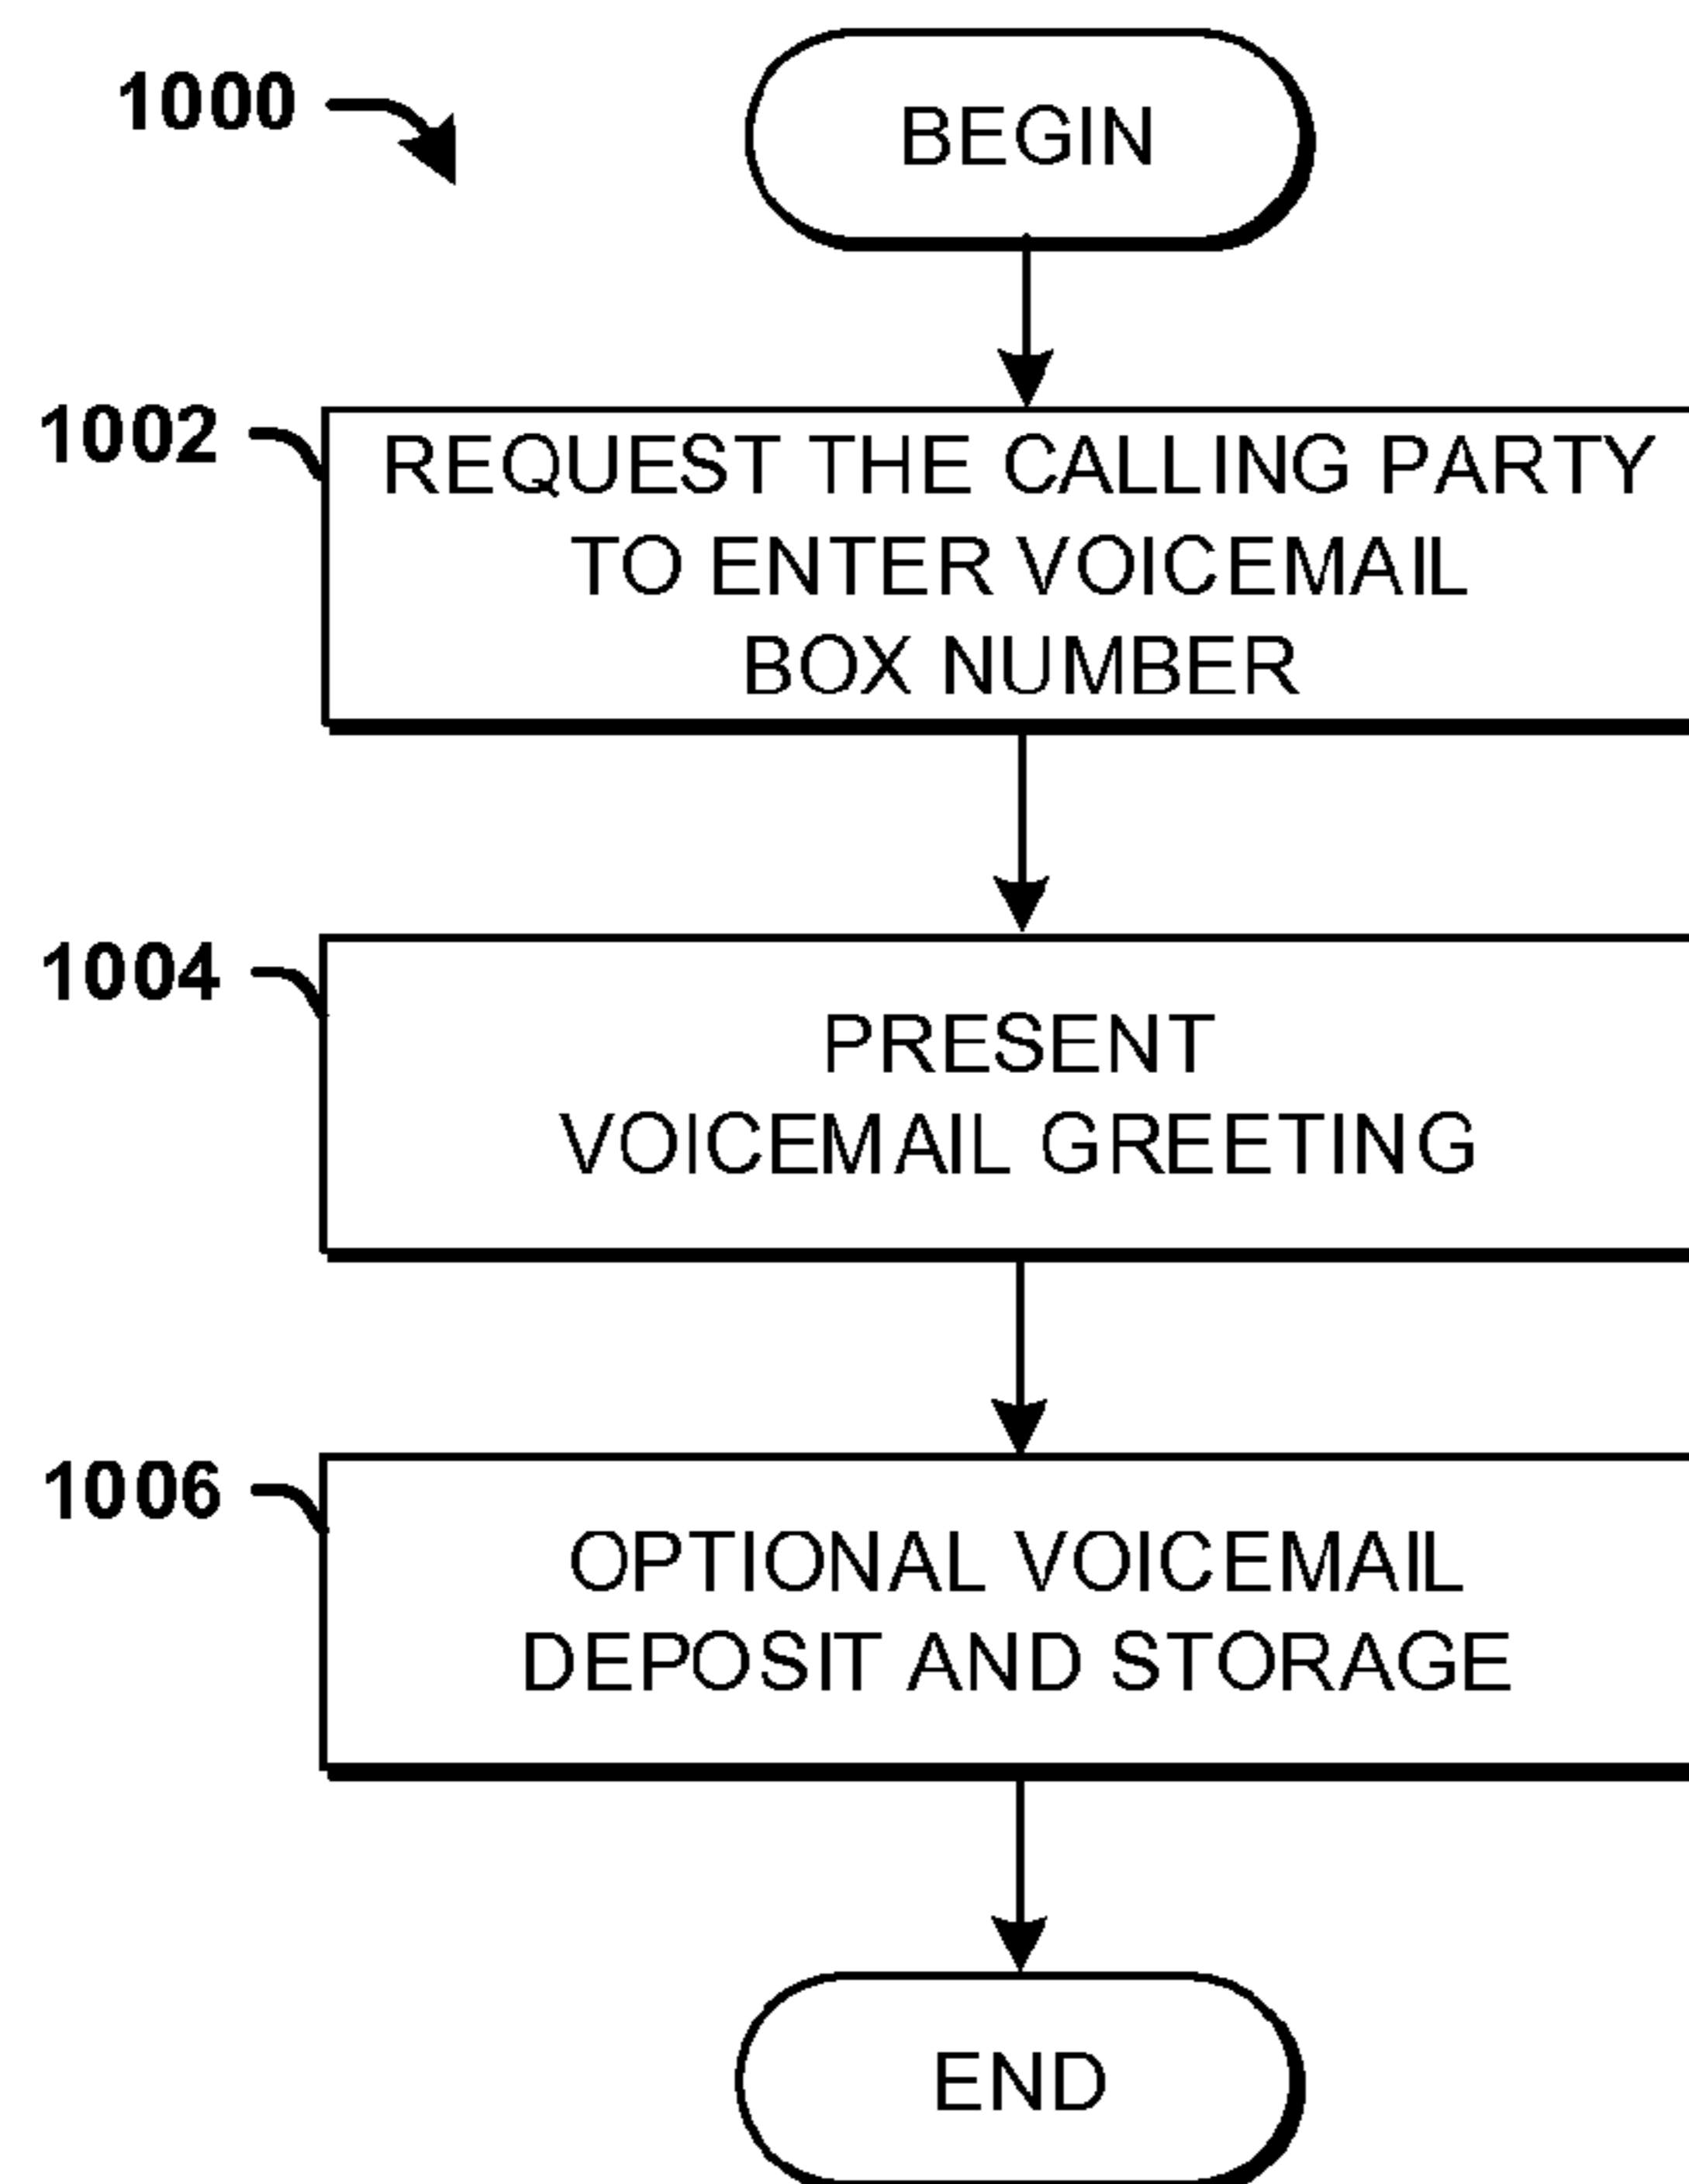 1000
BEGIN
1002
REQUEST THE CALLING PARTY
TO ENTER VOICEMAIL
BOX NUMBER
1004
PRESENT
VOICEMAIL GREETING
1006
OPTIONAL VOICEMAIL
DEPOSIT AND STORAGE
END